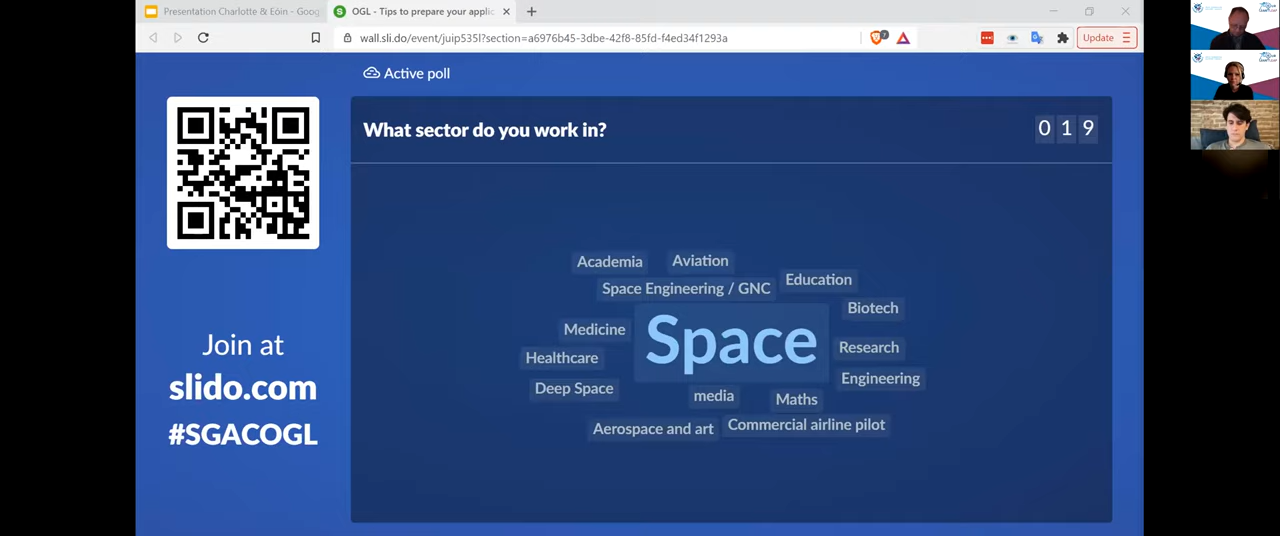 Presentation Charlotte & Eóin - Goog
OGL - Tips to prepare your applic
wall.sli.do/event/juip535l?section=a6976b45-3dbe-42f8-85fd-f4ed34f1293a
7
Update
Active poll
What sector do you work in?
019
Academia
Aviation
Space Engineering / GNC
Education
Biotech
Medicine
Space
Research
Healthcare
Engineering
Deep Space
media
Maths
Aerospace and art
Commercial airline pilot
Join at
slido.com
#SGACOGL